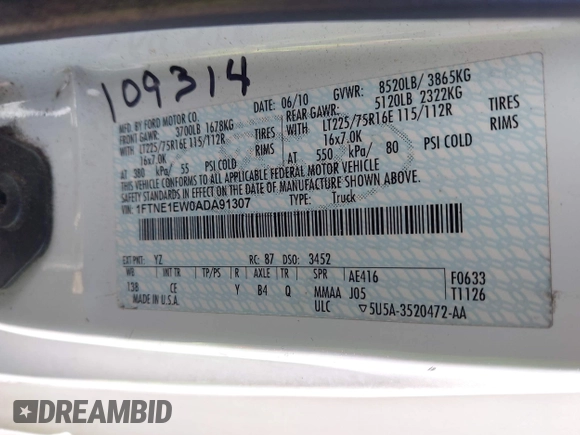 109314
MFD. BY FORD MOTOR CO. DATE: 06/10 GVWR: 8520LB/ 3865KG
FRONT GAWR: 3700LB 1678KG REAR GAWR: 5120LB 2322KG
WITH LT225/75R16E 115/112R TIRES WITH LT225/75R16E 115/112R TIRES
16x7.0K RIMS 16x7.0K RIMS
AT 380 kPa/ 55 PSI COLD AT 550 kPa/ 80 PSI COLD
THIS VEHICLE CONFORMS TO ALL APPLICABLE FEDERAL MOTOR VEHICLE
SAFETY STANDARDS IN EFFECT ON THE DATE OF MANUFACTURE SHOWN ABOVE.
VIN: 1FTNE1EW0ADA91307 TYPE: Truck
EXT PNT: YZ RC: 87 DSO: 3452
WB INT TR TP/PS R AXLE TR SPR AE416 F0633
138 CE Y B4 Q MMAA J05 T1126
MADE IN U.S.A. ULC ▽5U5A-3520472-AA
DREAMBID